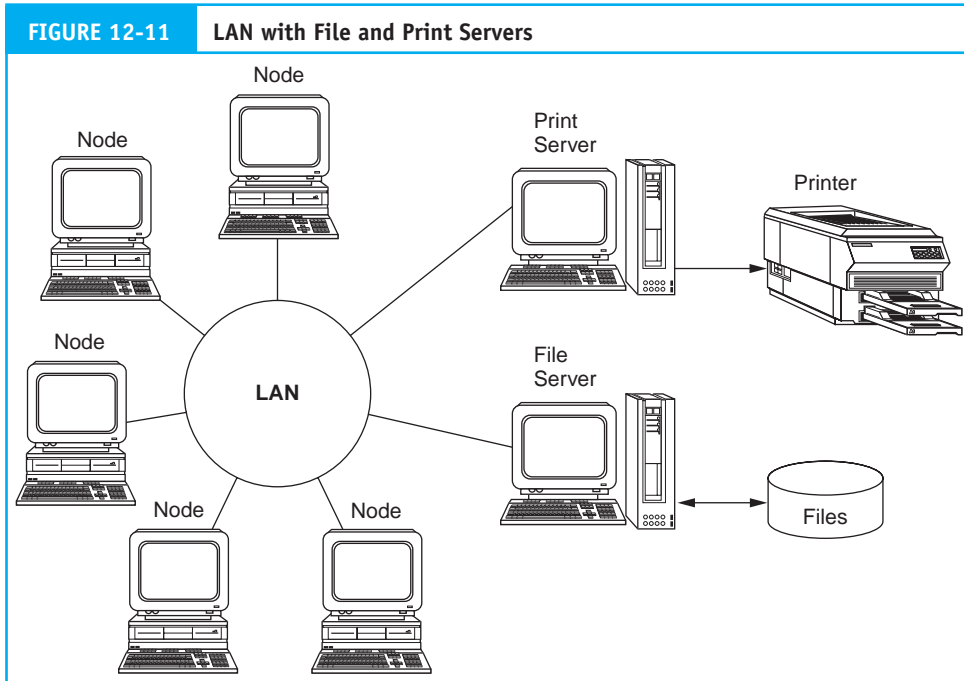 FIGURE 12-11 LAN with File and Print Servers
Node
Node
Print
Server
Printer
Node
LAN
File
Server
Node
Node
Files